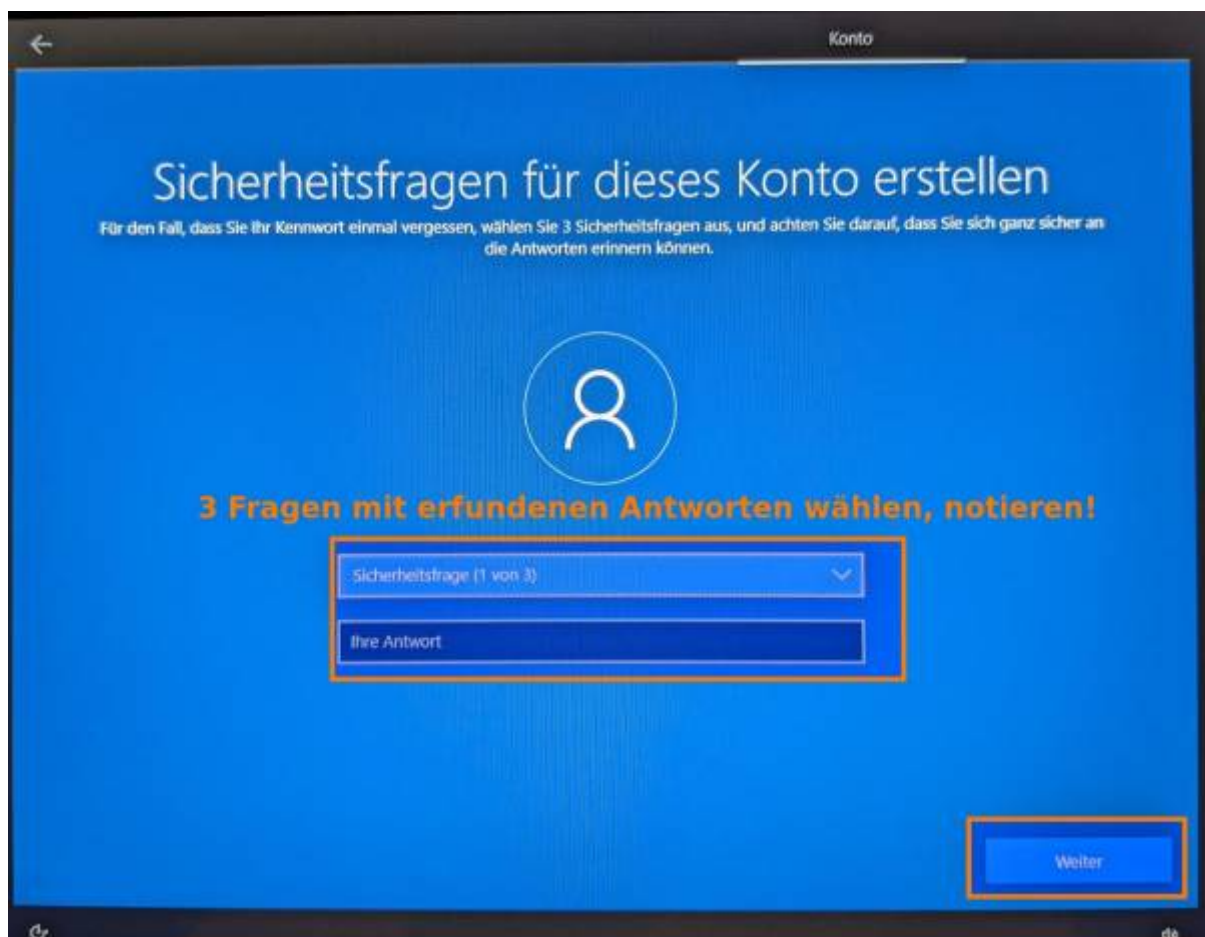 Konto
Sicherheitsfragen für dieses Konto erstellen
Für den Fall, dass Sie Ihr Kennwort einmal vergessen, wählen Sie 3 Sicherheitsfragen aus, und achten Sie darauf, dass Sie sich ganz sicher an
die Antworten erinnern können.
3 Fragen mit erfundenen Antworten wählen, notieren!
Sicherheitsfrage (1 von 3)
Ihre Antwort
Weiter